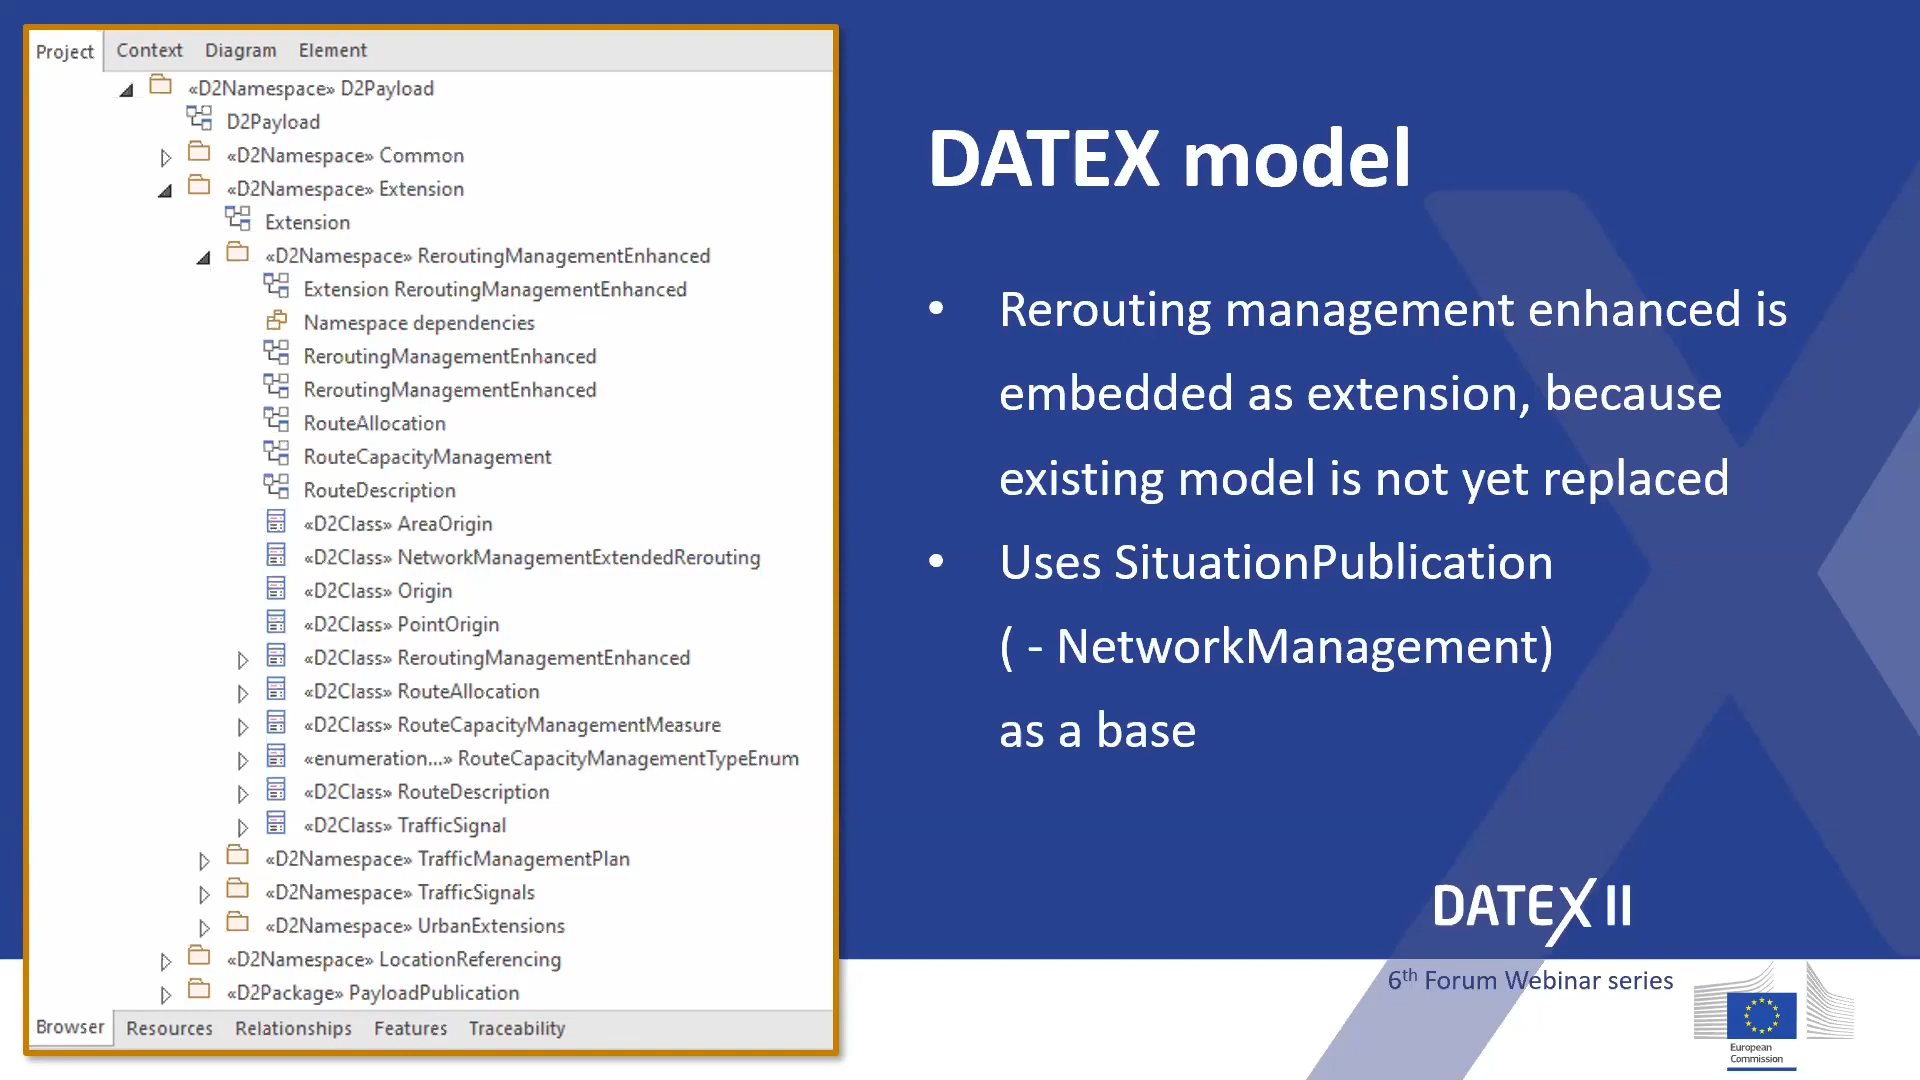 Project Context Diagram Element
«D2Namespace» D2Payload
D2Payload
«D2Namespace» Common
«D2Namespace» Extension
Extension
«D2Namespace» ReroutingManagementEnhanced
Extension ReroutingManagementEnhanced
Namespace dependencies
ReroutingManagementEnhanced
ReroutingManagementEnhanced
RouteAllocation
RouteCapacityManagement
RouteDescription
«D2Class» AreaOrigin
«D2Class» NetworkManagementExtendedRerouting
«D2Class» Origin
«D2Class» PointOrigin
«D2Class» ReroutingManagementEnhanced
«D2Class» RouteAllocation
«D2Class» RouteCapacityManagementMeasure
«enumeration...» RouteCapacityManagementTypeEnum
«D2Class» RouteDescription
«D2Class» TrafficSignal
«D2Namespace» TrafficManagementPlan
«D2Namespace» TrafficSignals
«D2Namespace» UrbanExtensions
«D2Namespace» LocationReferencing
«D2Package» PayloadPublication
Browser Resources Relationships Features Traceability
DATEX model
• Rerouting management enhanced is
embedded as extension, because
existing model is not yet replaced
• Uses SituationPublication
( - NetworkManagement)
as a base
DATEX II
6th Forum Webinar series
European
Commission